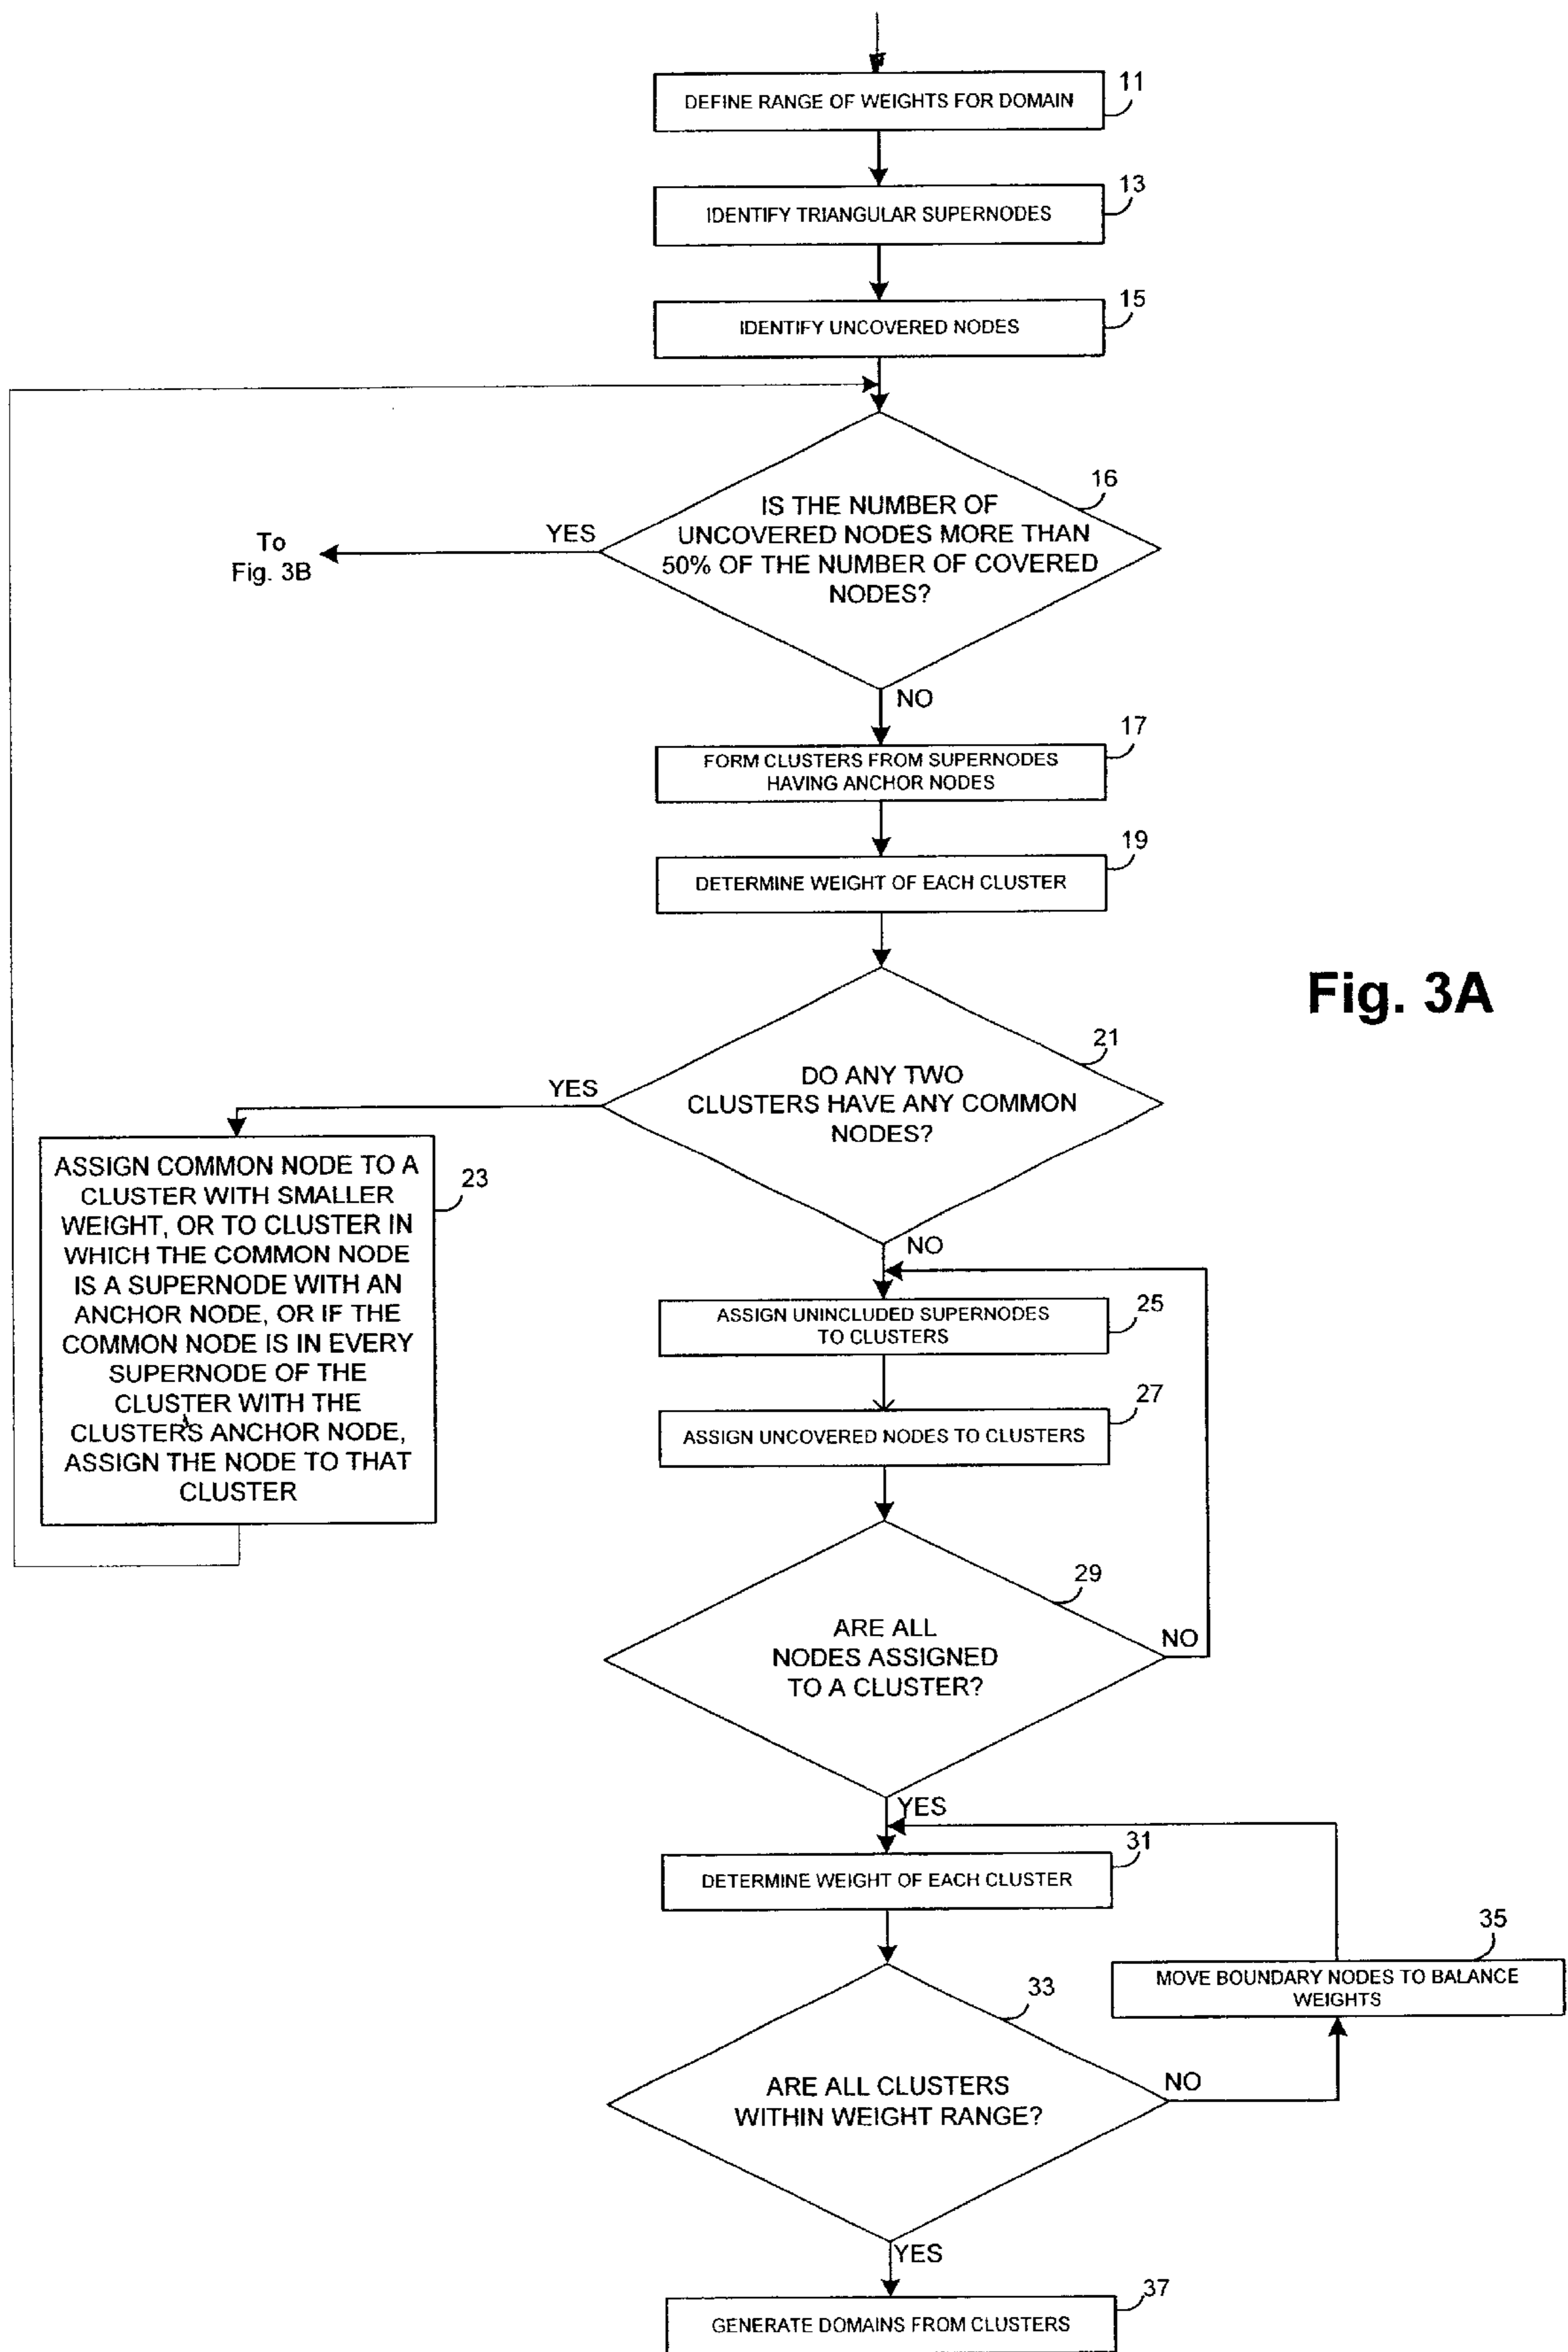 DEFINE RANGE OF WEIGHTS FOR DOMAIN
11
IDENTIFY TRIANGULAR SUPERNODES
13
IDENTIFY UNCOVERED NODES
15
IS THE NUMBER OF
UNCOVERED NODES MORE THAN
50% OF THE NUMBER OF COVERED
NODES?
16
YES
To
Fig. 3B
NO
FORM CLUSTERS FROM SUPERNODES
HAVING ANCHOR NODES
17
DETERMINE WEIGHT OF EACH CLUSTER
19
Fig. 3A
DO ANY TWO
CLUSTERS HAVE ANY COMMON
NODES?
21
YES
ASSIGN COMMON NODE TO A
CLUSTER WITH SMALLER
WEIGHT, OR TO CLUSTER IN
WHICH THE COMMON NODE
IS A SUPERNODE WITH AN
ANCHOR NODE, OR IF THE
COMMON NODE IS IN EVERY
SUPERNODE OF THE
CLUSTER WITH THE
CLUSTER'S ANCHOR NODE,
ASSIGN THE NODE TO THAT
CLUSTER
23
NO
ASSIGN UNINCLUDED SUPERNODES
TO CLUSTERS
25
ASSIGN UNCOVERED NODES TO CLUSTERS
27
ARE ALL
NODES ASSIGNED
TO A CLUSTER?
29
NO
YES
DETERMINE WEIGHT OF EACH CLUSTER
31
MOVE BOUNDARY NODES TO BALANCE
WEIGHTS
35
ARE ALL CLUSTERS
WITHIN WEIGHT RANGE?
33
NO
YES
GENERATE DOMAINS FROM CLUSTERS
37